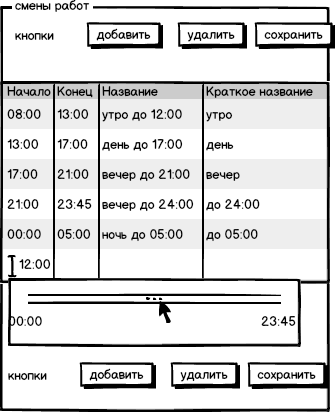 смены работ
кнопки добавить удалить сохранить
Начало Конец Название Краткое название
08:00 13:00 утро до 12:00 утро
13:00 17:00 день до 17:00 день
17:00 21:00 вечер до 21:00 вечер
21:00 23:45 вечер до 24:00 до 24:00
00:00 05:00 ночь до 05:00 до 05:00
12:00
00:00 23:45
кнопки добавить удалить сохранить